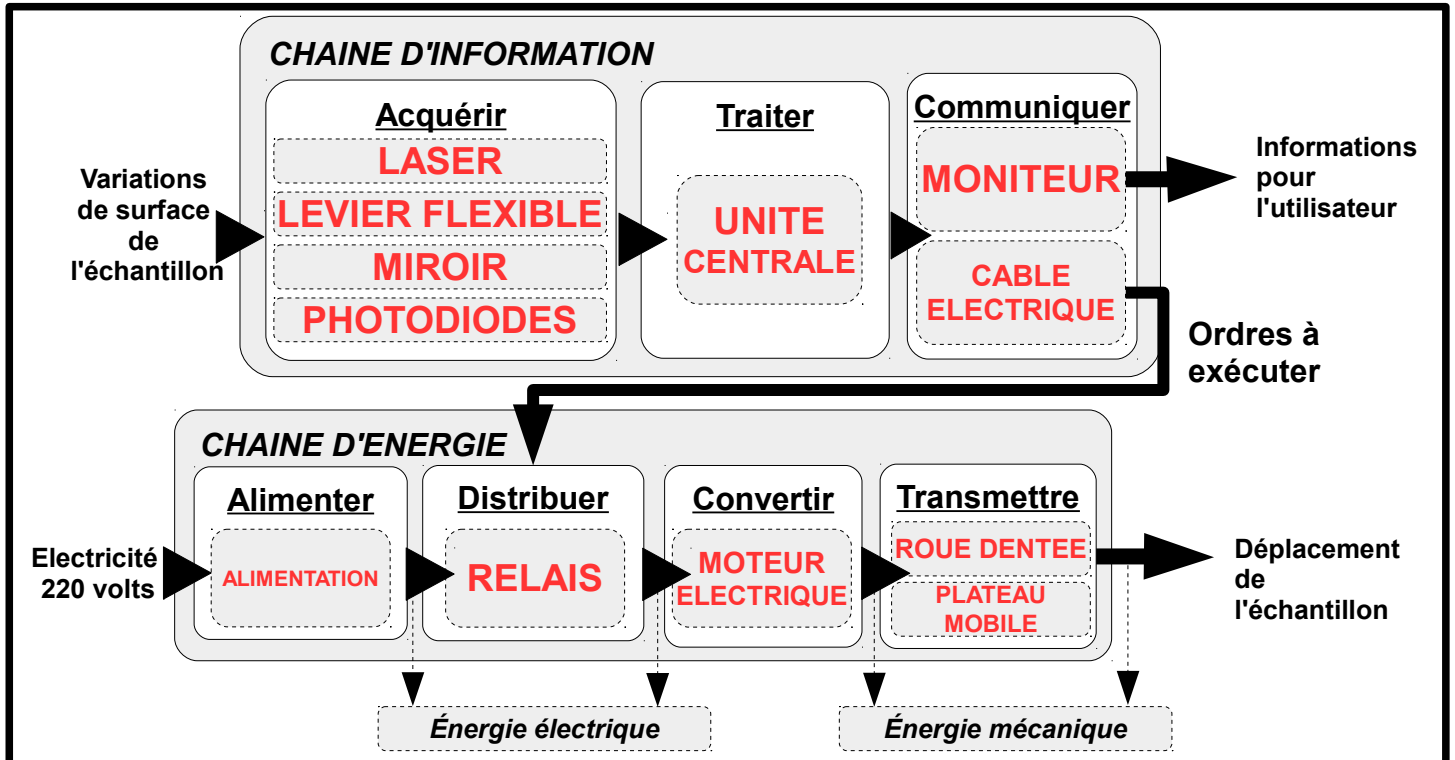 CHAINE D'INFORMATION
Acquérir
LASER
LEVIER FLEXIBLE
MIROIR
PHOTODIODES
Traiter
UNITE
CENTRALE
Communiquer
MONITEUR
CABLE
ELECTRIQUE
Variations
de surface
de
l'échantillon
Informations
pour
l'utilisateur
Ordres à
exécuter
CHAINE D'ENERGIE
Alimenter
ALIMENTATION
Distribuer
RELAIS
Convertir
MOTEUR
ELECTRIQUE
Transmettre
ROUE DENTEE
PLATEAU
MOBILE
Electricité
220 volts
Déplacement
de
l'échantillon
Énergie électrique
Énergie mécanique